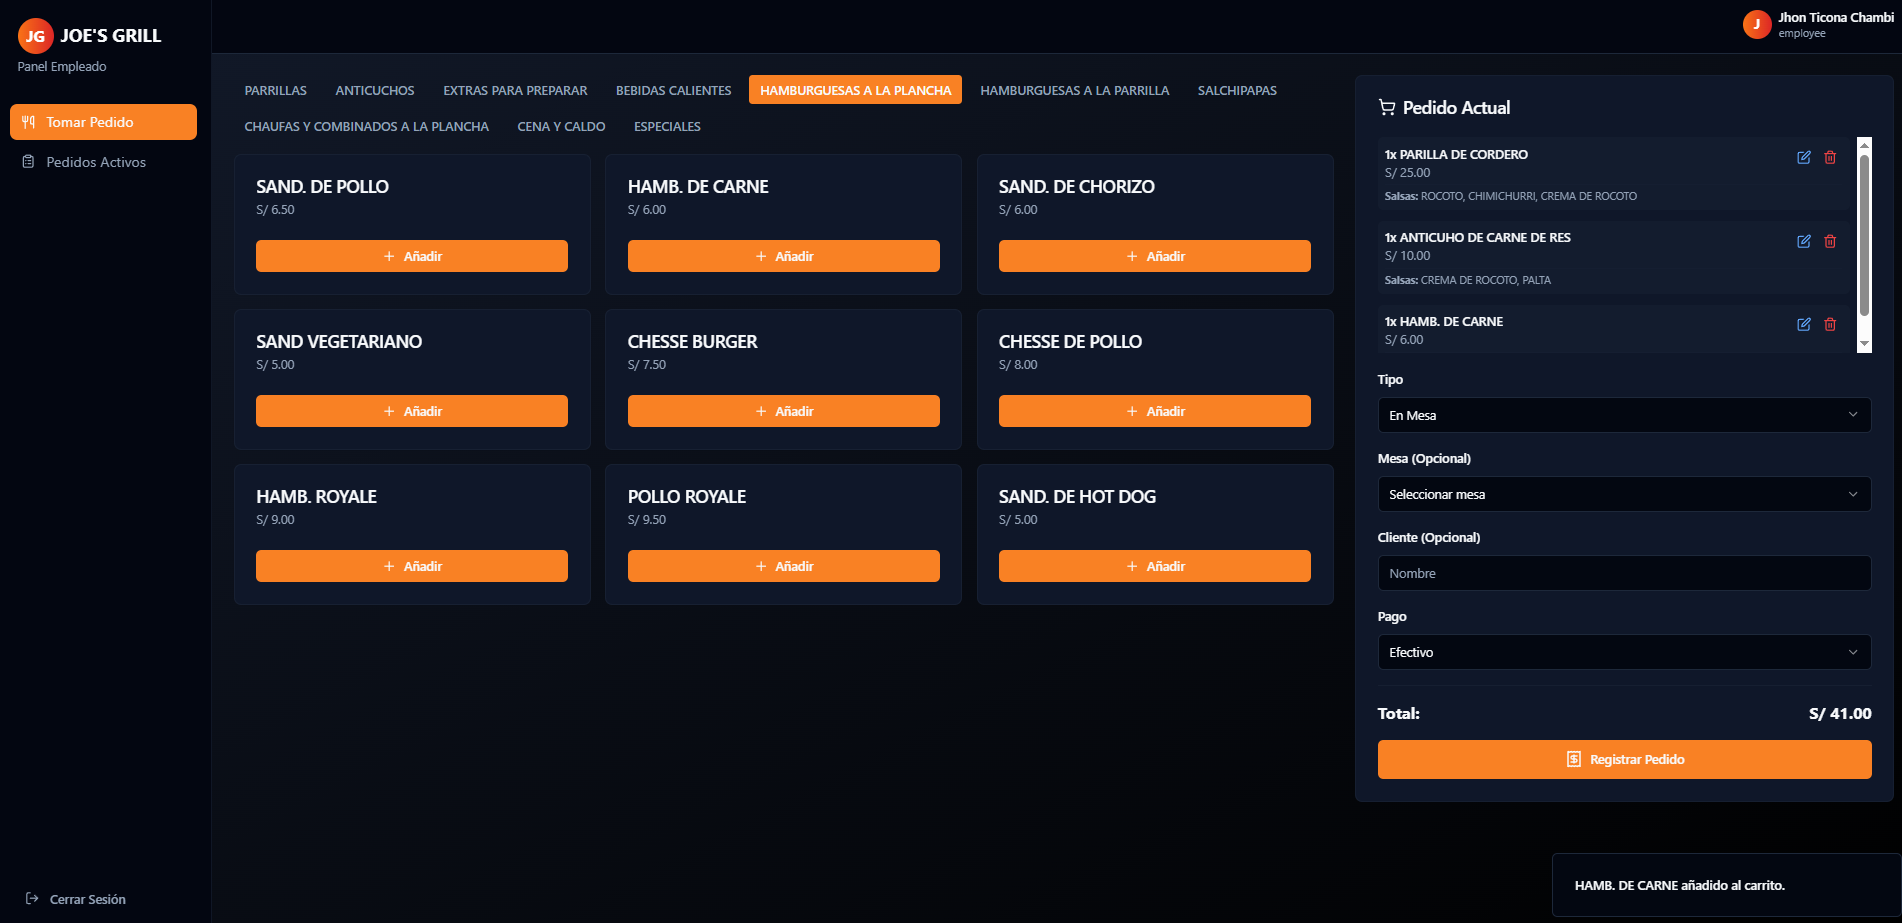 JG JOE'S GRILL
Panel Empleado
Tomar Pedido
Pedidos Activos
Cerrar Sesión
J Jhon Ticona Chambi
employee
PARRILLAS ANTICUCHOS EXTRAS PARA PREPARAR BEBIDAS CALIENTES HAMBURGUESAS A LA PLANCHA HAMBURGUESAS A LA PARRILLA SALCHIPAPAS
CHAUFAS Y COMBINADOS A LA PLANCHA CENA Y CALDO ESPECIALES
SAND. DE POLLO
S/ 6.50
+ Añadir
HAMB. DE CARNE
S/ 6.00
+ Añadir
SAND. DE CHORIZO
S/ 6.00
+ Añadir
SAND VEGETARIANO
S/ 5.00
+ Añadir
CHESSE BURGER
S/ 7.50
+ Añadir
CHESSE DE POLLO
S/ 8.00
+ Añadir
HAMB. ROYALE
S/ 9.00
+ Añadir
POLLO ROYALE
S/ 9.50
+ Añadir
SAND. DE HOT DOG
S/ 5.00
+ Añadir
Pedido Actual
1x PARILLA DE CORDERO
S/ 25.00
Salsas: ROCOTO, CHIMICHURRI, CREMA DE ROCOTO
1x ANTICUHO DE CARNE DE RES
S/ 10.00
Salsas: CREMA DE ROCOTO, PALTA
1x HAMB. DE CARNE
S/ 6.00
Tipo
En Mesa
Mesa (Opcional)
Seleccionar mesa
Cliente (Opcional)
Nombre
Pago
Efectivo
Total: S/ 41.00
Registrar Pedido
HAMB. DE CARNE añadido al carrito.